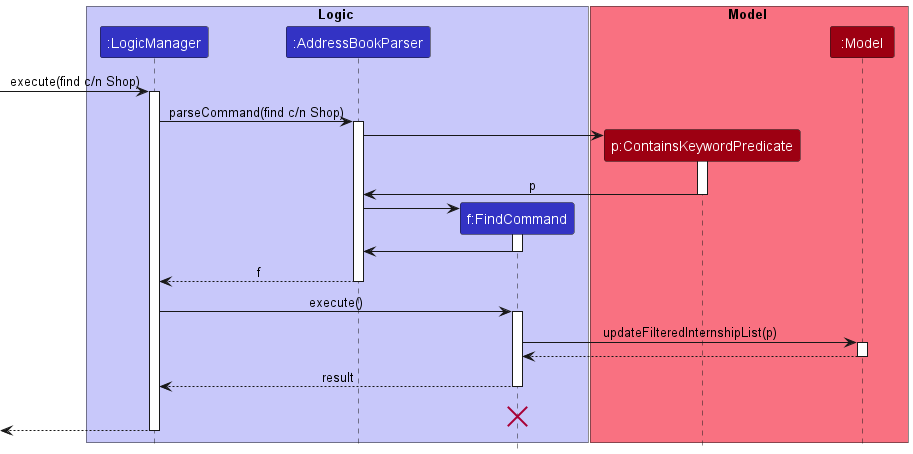 Logic
Model
:LogicManager
:AddressBookParser
:Model
execute(find c/n Shop)
parseCommand(find c/n Shop)
p:ContainsKeywordPredicate
p
f:FindCommand
f
execute()
updateFilteredInternshipList(p)
result